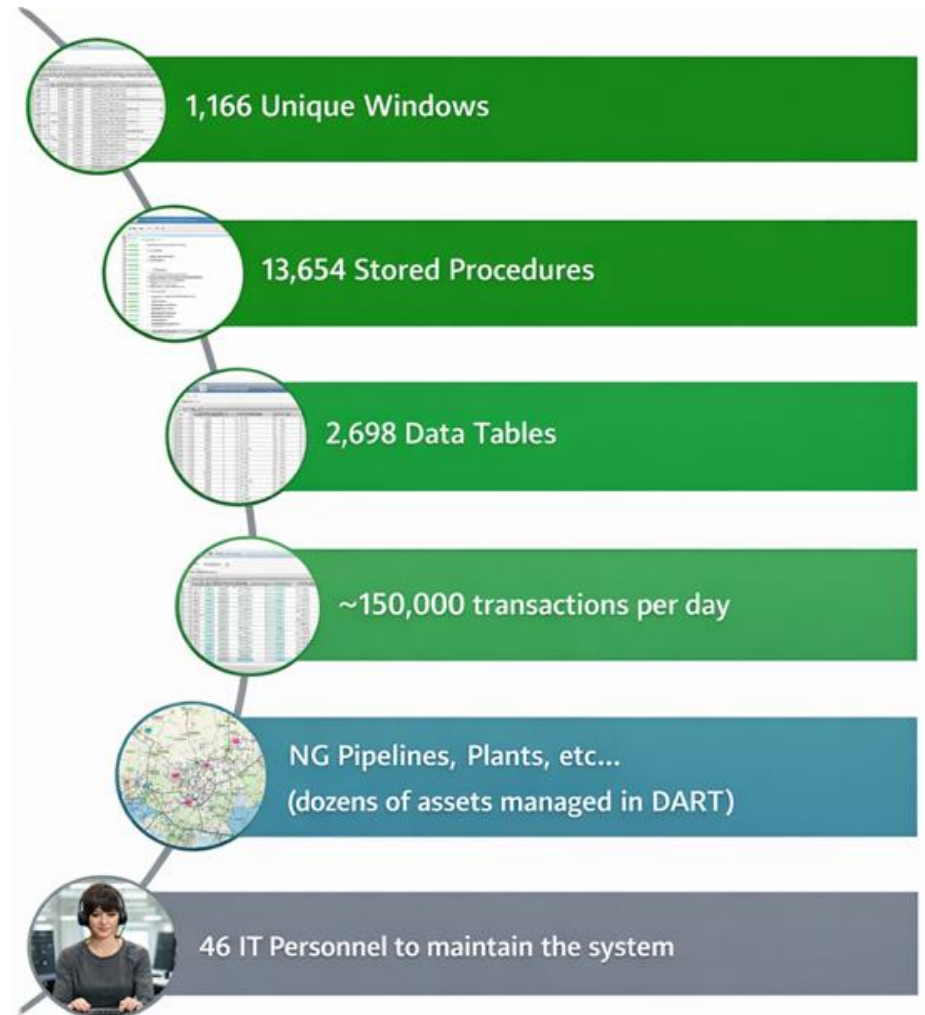 1,166 Unique Windows
13,654 Stored Procedures
2,698 Data Tables
~150,000 transactions per day
NG Pipelines, Plants, etc...
(dozens of assets managed in DART)
46 IT Personnel to maintain the system